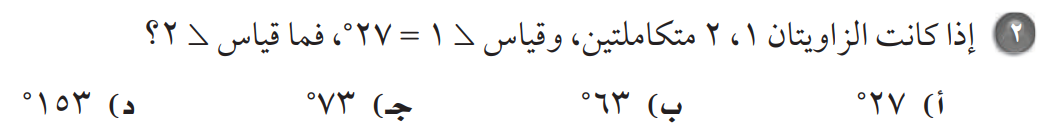 ٢ إذا كانت الزاويتان ١، ٢ متكاملتين، وقياس ∠ ١ = ٢٧°، فما قياس ∠ ٢؟
أ) ٢٧° ب) ٦٣° جـ) ٧٣° د) ١٥٣°